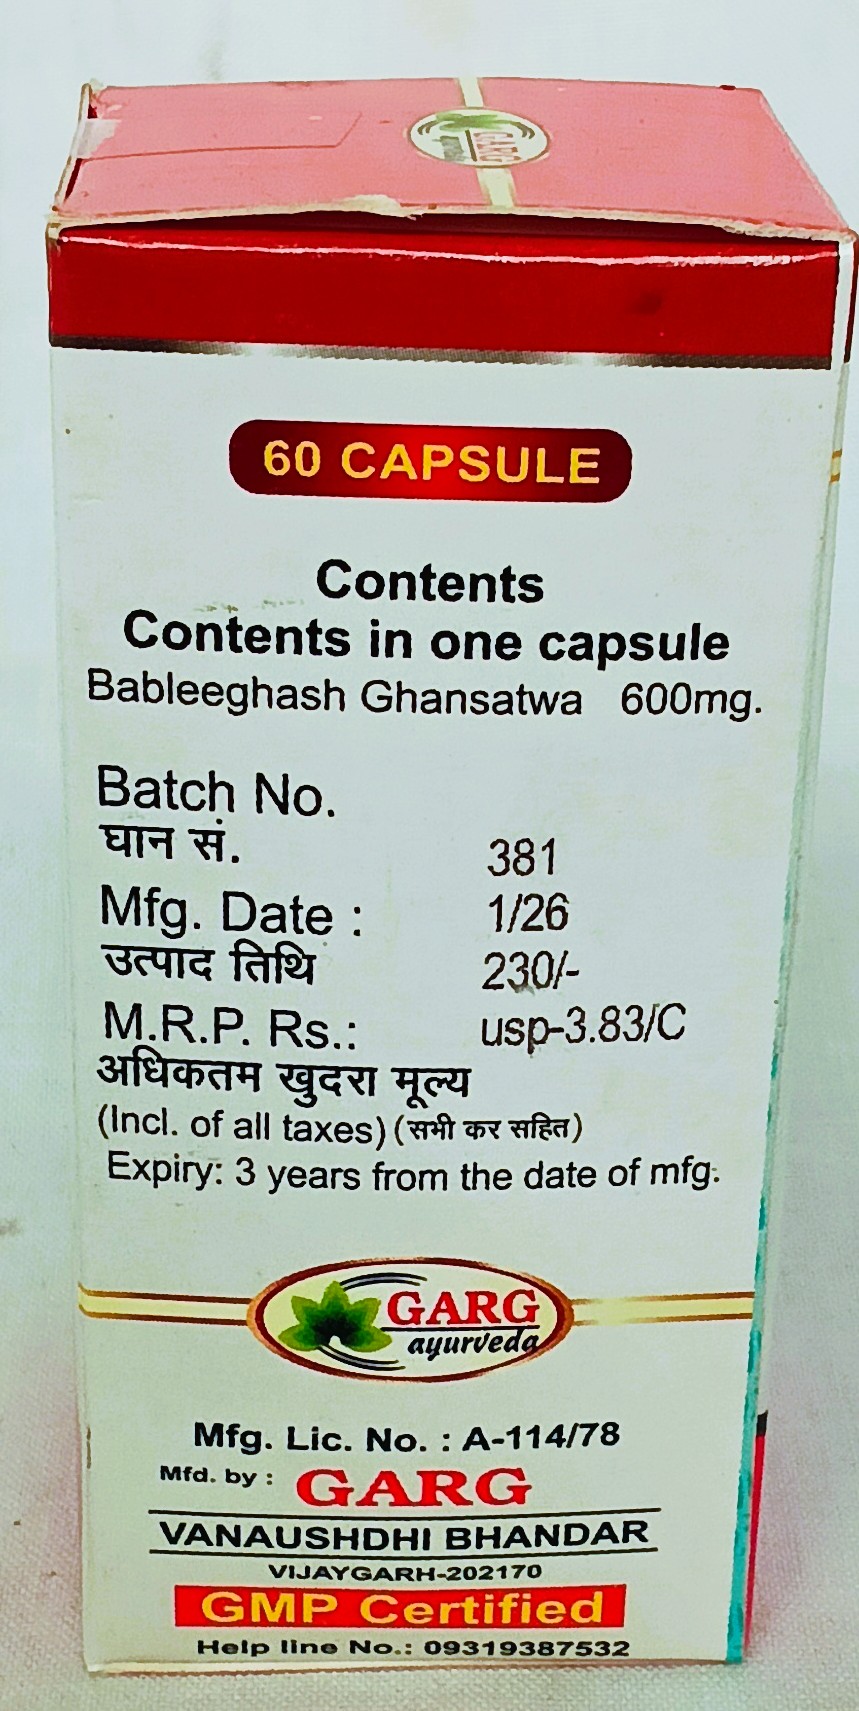 GARG
60 CAPSULE
Contents
Contents in one capsule
Bableeghash Ghansatwa 600mg.
Batch No.
घान सं. 381
Mfg. Date : 1/26
उत्पाद तिथि 230/-
M.R.P. Rs.: usp-3.83/C
अधिकतम खुदरा मूल्य
(Incl. of all taxes) (सभी कर सहित)
Expiry: 3 years from the date of mfg.
GARG
ayurveda
Mfg. Lic. No. : A-114/78
Mfd. by : GARG
VANAUSHDHI BHANDAR
VIJAYGARH-202170
GMP Certified
Help line No.: 09319387532